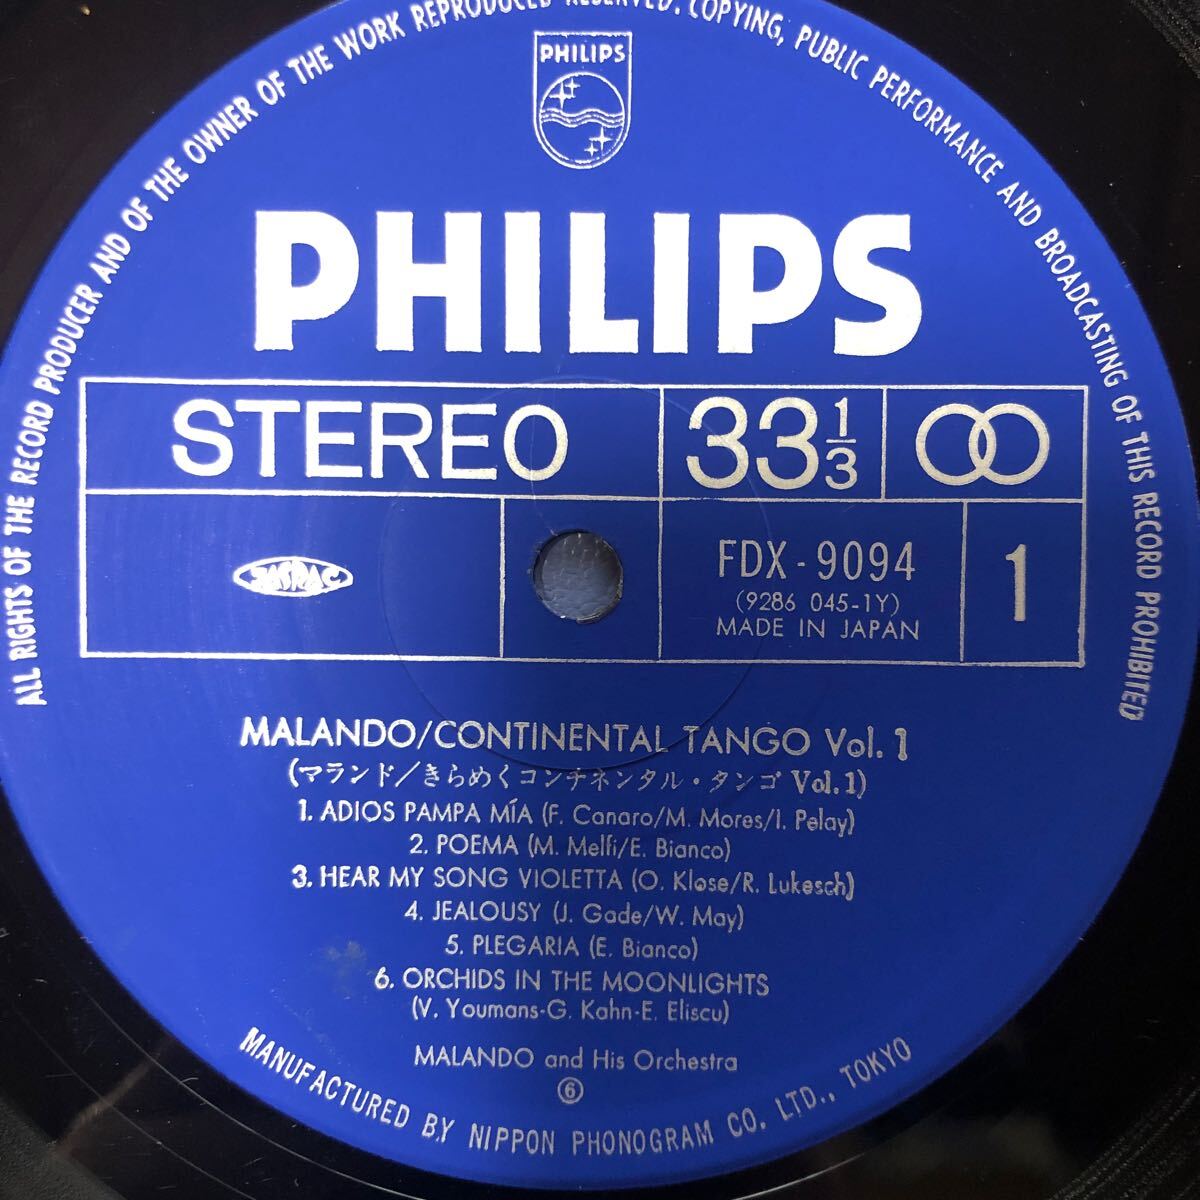 ALL RIGHTS OF THE RECORD PRODUCER AND OF THE OWNER OF THE WORK REPRODUCED RESERVED. COPYING, PUBLIC PERFORMANCE AND BROADCASTING OF THIS RECORD PROHIBITED
PHILIPS
PHILIPS
STEREO
33 1/3
JASRAC
FDX-9094
(9286 045-1Y)
MADE IN JAPAN
1
MALANDO/CONTINENTAL TANGO Vol. 1
(マランド/きらめくコンチネンタル・タンゴ Vol.1)
1. ADIOS PAMPA MÍA (F. Canaro/M. Mores/I. Pelay)
2. POEMA (M. Melfi/E. Bianco)
3. HEAR MY SONG VIOLETTA (O. Klose/R. Lukesch)
4. JEALOUSY (J. Gade/W. May)
5. PLEGARIA (E. Bianco)
6. ORCHIDS IN THE MOONLIGHTS
(V. Youmans-G. Kahn-E. Eliscu)
MALANDO and His Orchestra
⑥
MANUFACTURED BY NIPPON PHONOGRAM CO. LTD., TOKYO